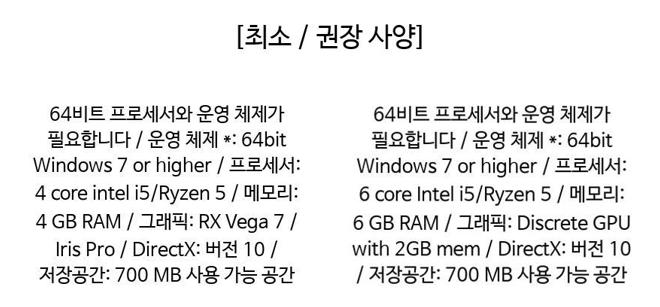 [최소 / 권장 사양]
64비트 프로세서와 운영 체제가
필요합니다 / 운영 체제 *: 64bit
Windows 7 or higher / 프로세서:
4 core intel i5/Ryzen 5 / 메모리:
4 GB RAM / 그래픽: RX Vega 7 /
Iris Pro / DirectX: 버전 10 /
저장공간: 700 MB 사용 가능 공간
64비트 프로세서와 운영 체제가
필요합니다 / 운영 체제 *: 64bit
Windows 7 or higher / 프로세서:
6 core Intel i5/Ryzen 5 / 메모리:
6 GB RAM / 그래픽: Discrete GPU
with 2GB mem / DirectX: 버전 10
/ 저장공간: 700 MB 사용 가능 공간